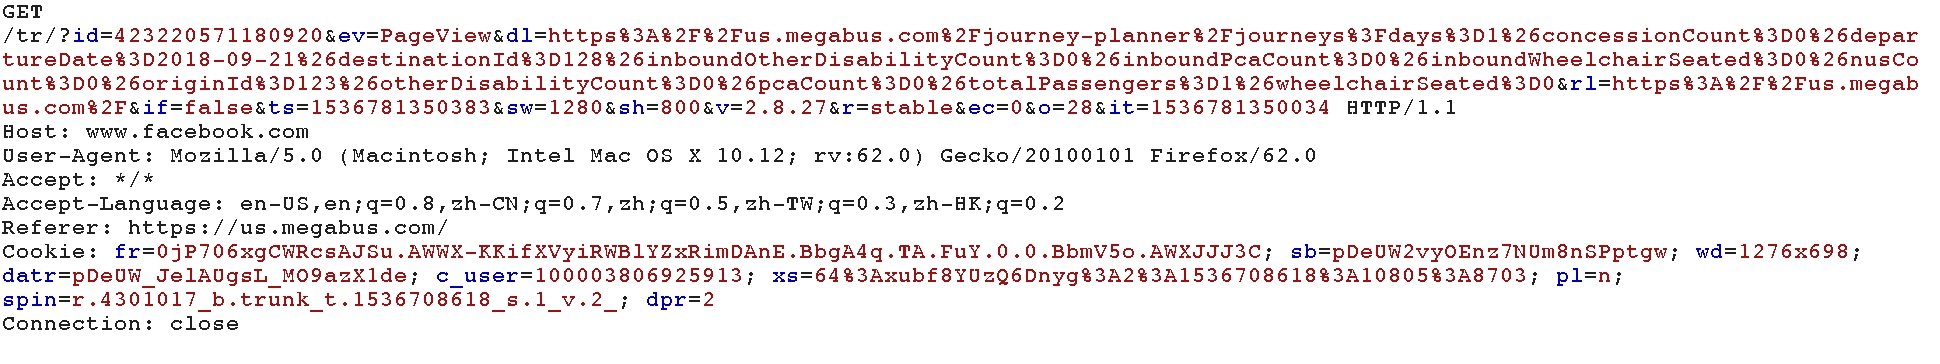 GET
/tr/?id=423220571180920&ev=PageView&dl=https%3A%2F%2Fus.megabus.com%2Fjourney-planner%2Fjourneys%3Fdays%3D1%26concessionCount%3D0%26depar
tureDate%3D2018-09-21%26destinationId%3D128%26inboundOtherDisabilityCount%3D0%26inboundPcaCount%3D0%26inboundWheelchairSeated%3D0%26nusCo
unt%3D0%26originId%3D123%26otherDisabilityCount%3D0%26pcaCount%3D0%26totalPassengers%3D1%26wheelchairSeated%3D0&rl=https%3A%2F%2Fus.megab
us.com%2F&if=false&ts=1536781350383&sw=1280&sh=800&v=2.8.27&r=stable&ec=0&o=28&it=1536781350034 HTTP/1.1
Host: www.facebook.com
User-Agent: Mozilla/5.0 (Macintosh; Intel Mac OS X 10.12; rv:62.0) Gecko/20100101 Firefox/62.0
Accept: */*
Accept-Language: en-US,en;q=0.8,zh-CN;q=0.7,zh;q=0.5,zh-TW;q=0.3,zh-HK;q=0.2
Referer: https://us.megabus.com/
Cookie: fr=0jP706xgCWRcsAJSu.AWWX-KKifXVyiRWBlYZxRimDAnE.BbgA4q.TA.FuY.0.0.BbmV5o.AWXJJJ3C; sb=pDeUW2vyOEnz7NUm8nSPptgw; wd=1276x698;
datr=pDeUW_JelAUgsL_MO9azX1de; c_user=100003806925913; xs=64%3Axubf8YUzQ6Dnyg%3A2%3A1536708618%3A10805%3A8703; pl=n;
spin=r.4301017_b.trunk_t.1536708618_s.1_v.2_; dpr=2
Connection: close